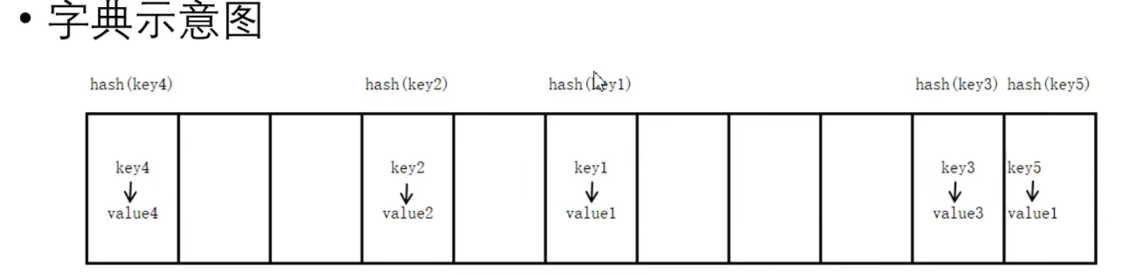 • 字典示意图
hash(key4) hash(key2) hash(key1) hash(key3) hash(key5)
key4 key2 key1 key3 key5
value4 value2 value1 value3 value1